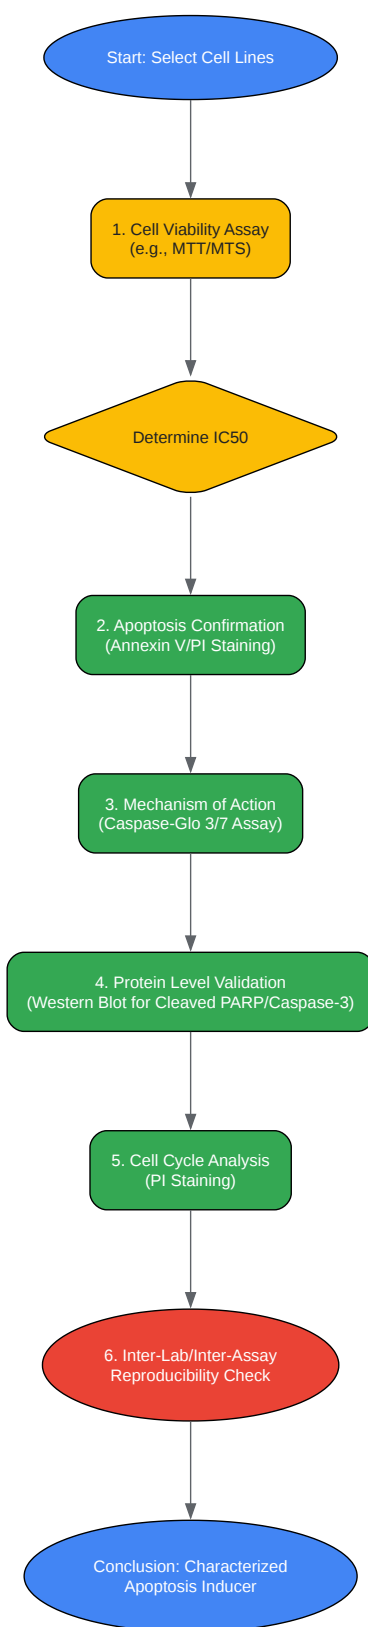 Start: Select Cell Lines
1. Cell Viability Assay
(e.g., MTT/MTS)
Determine IC50
2. Apoptosis Confirmation
(Annexin V/PI Staining)
3. Mechanism of Action
(Caspase-Glo 3/7 Assay)
4. Protein Level Validation
(Western Blot for Cleaved PARP/Caspase-3)
5. Cell Cycle Analysis
(PI Staining)
6. Inter-Lab/Inter-Assay
Reproducibility Check
Conclusion: Characterized
Apoptosis Inducer